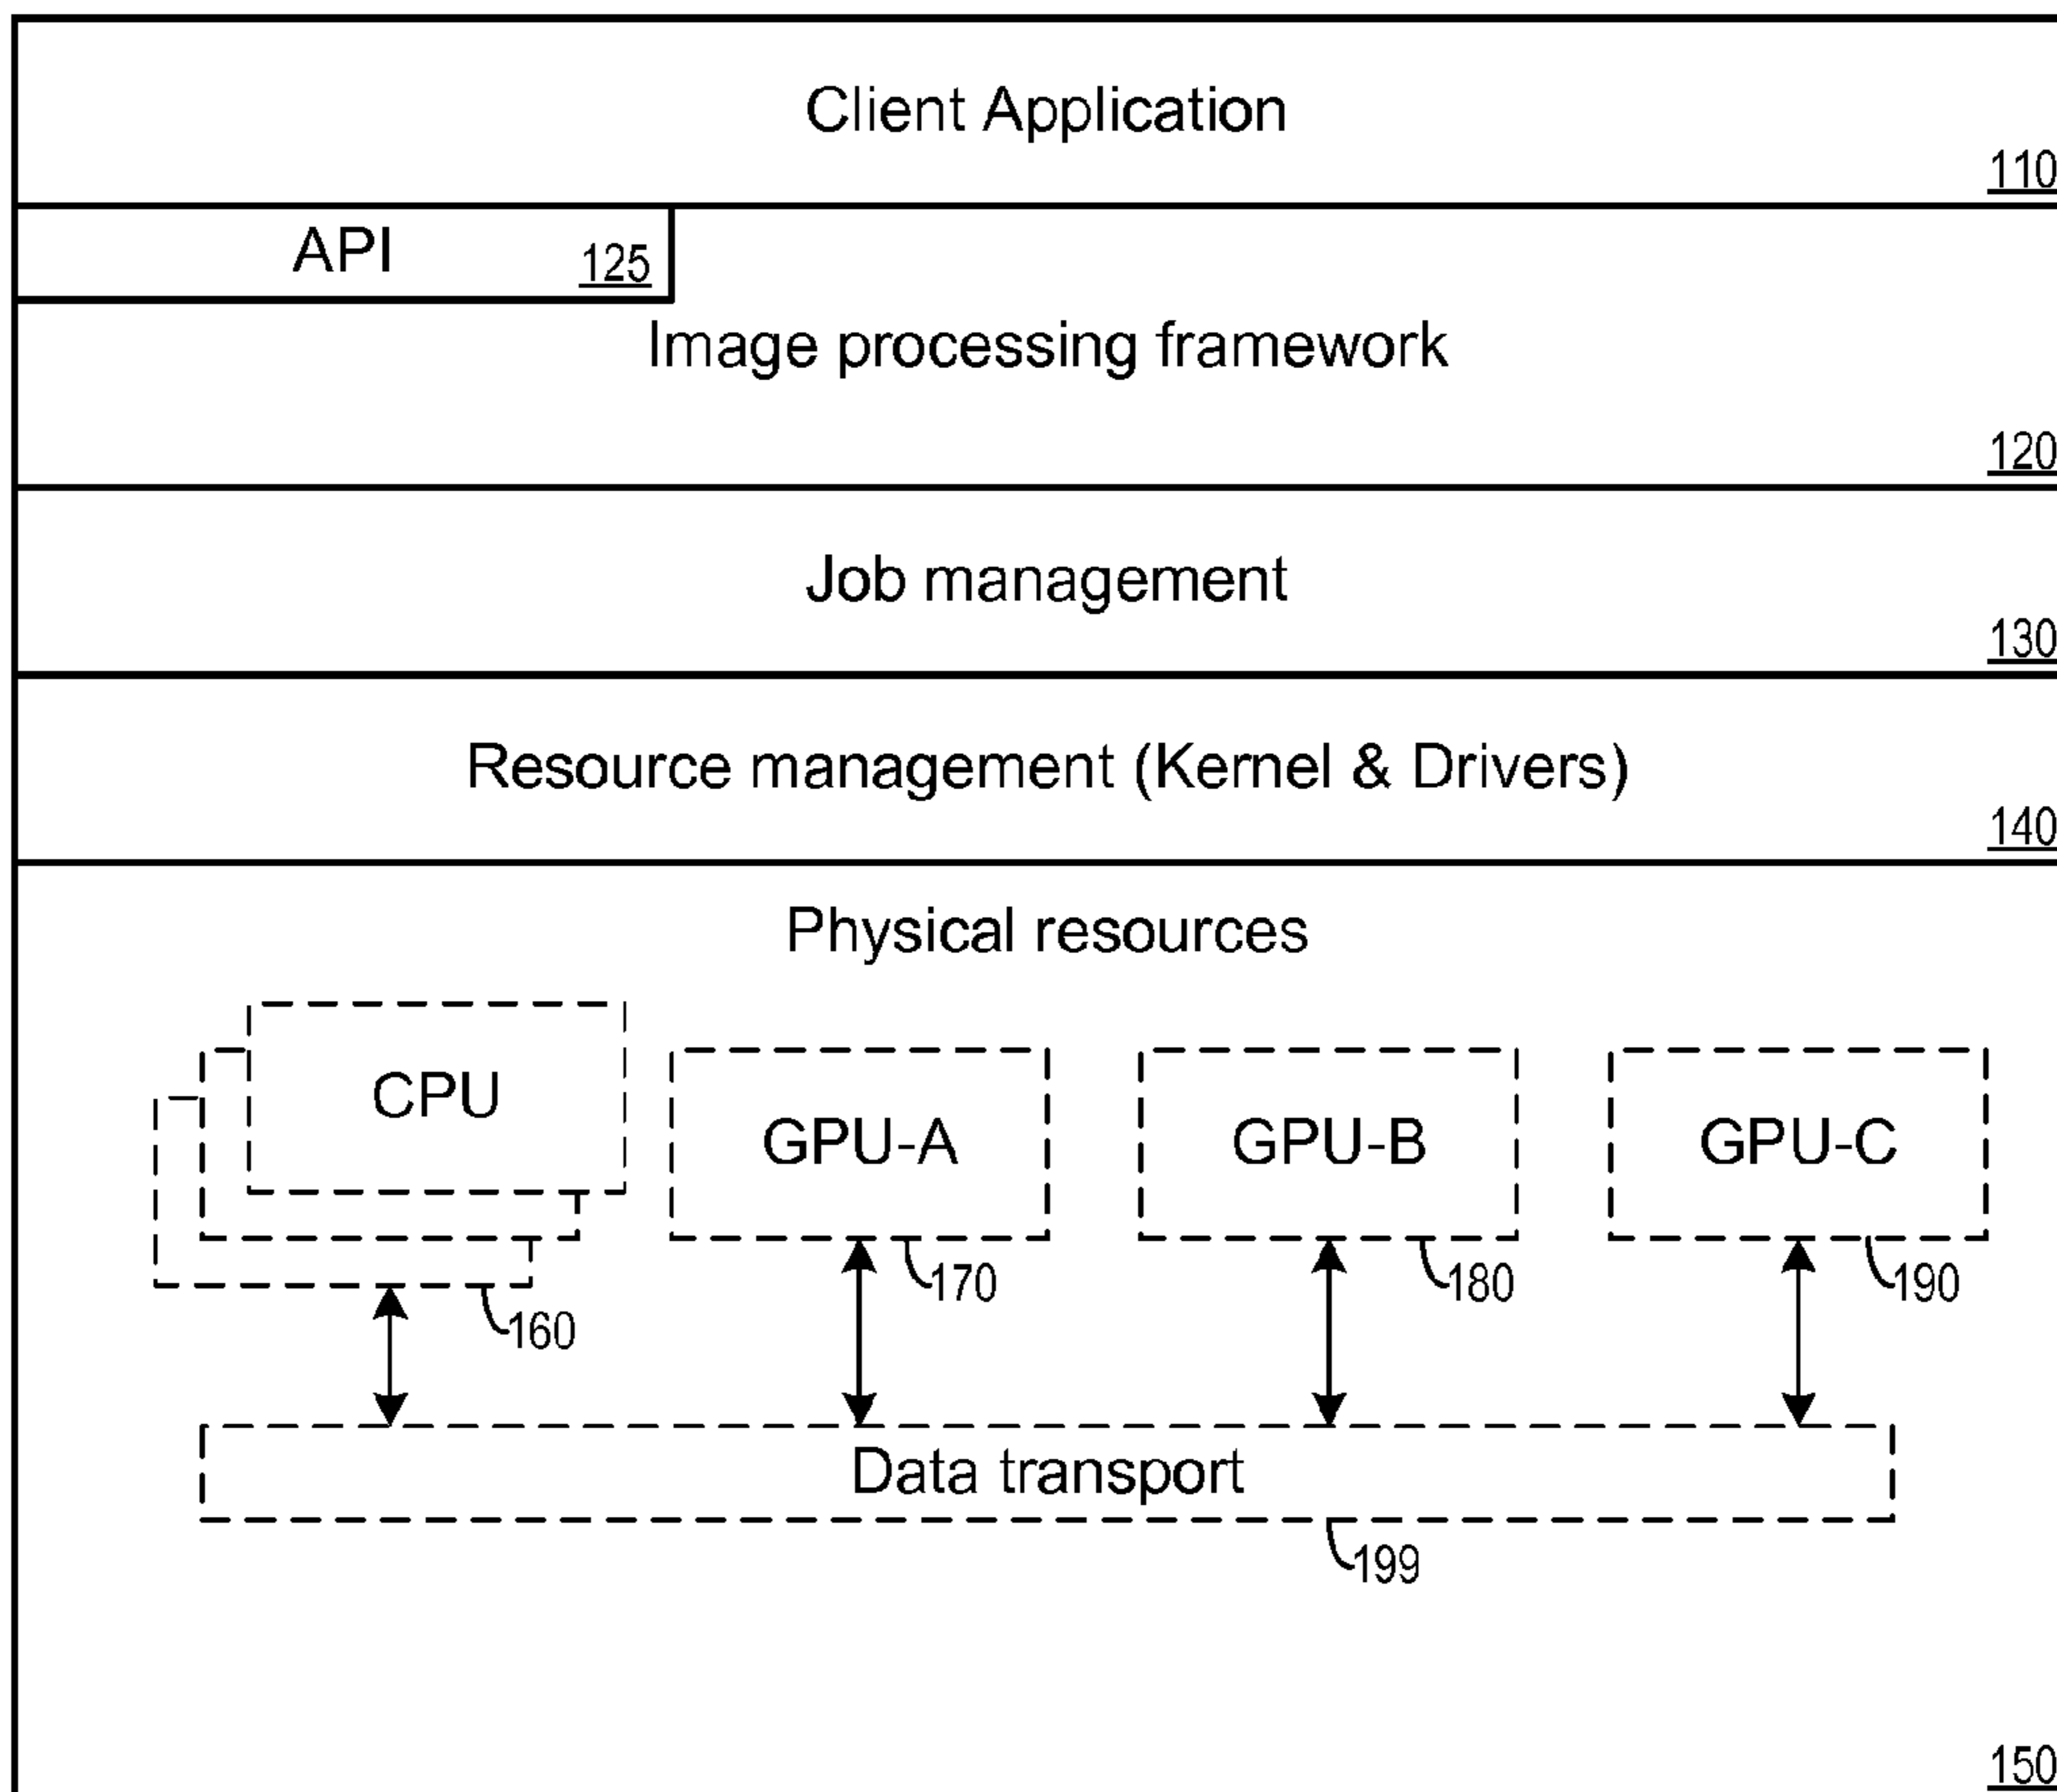 Client Application
110
API 125
Image processing framework
120
Job management
130
Resource management (Kernel & Drivers)
140
Physical resources
CPU
GPU-A
GPU-B
GPU-C
160
170
180
190
Data transport
199
150